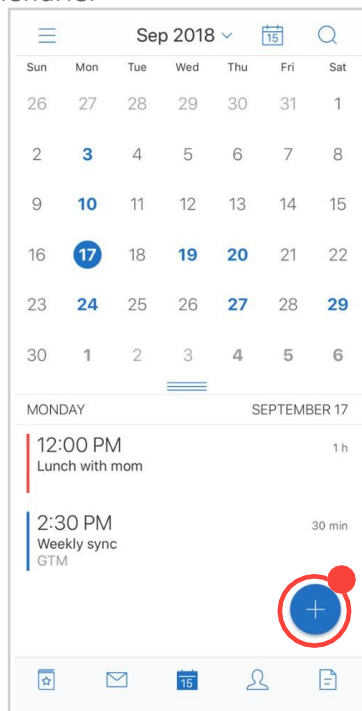 Sep 2018
15
Sun Mon Tue Wed Thu Fri Sat
26 27 28 29 30 31 1
2 3 4 5 6 7 8
9 10 11 12 13 14 15
16 17 18 19 20 21 22
23 24 25 26 27 28 29
30 1 2 3 4 5 6
MONDAY SEPTEMBER 17
12:00 PM 1 h
Lunch with mom
2:30 PM 30 min
Weekly sync
GTM
15